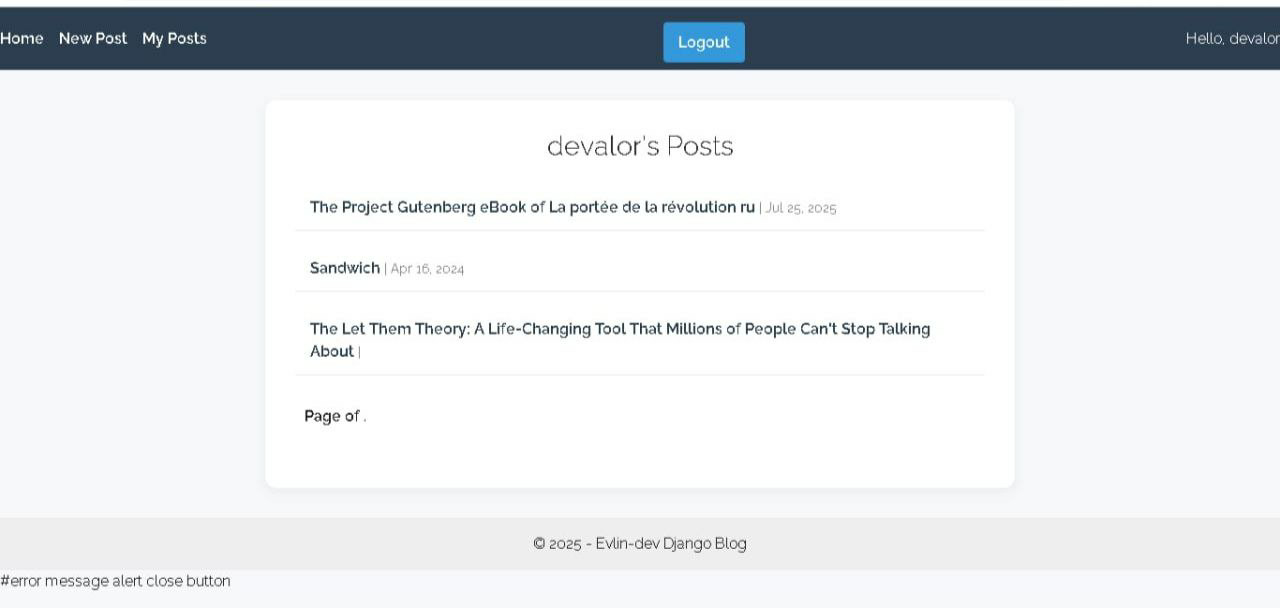 Home New Post My Posts Logout Hello, devalor
devalor's Posts
The Project Gutenberg eBook of La portée de la révolution ru | Jul 25, 2025
Sandwich | Apr 16, 2024
The Let Them Theory: A Life-Changing Tool That Millions of People Can't Stop Talking
About |
Page of .
© 2025 - Evlin-dev Django Blog
#error message alert close button